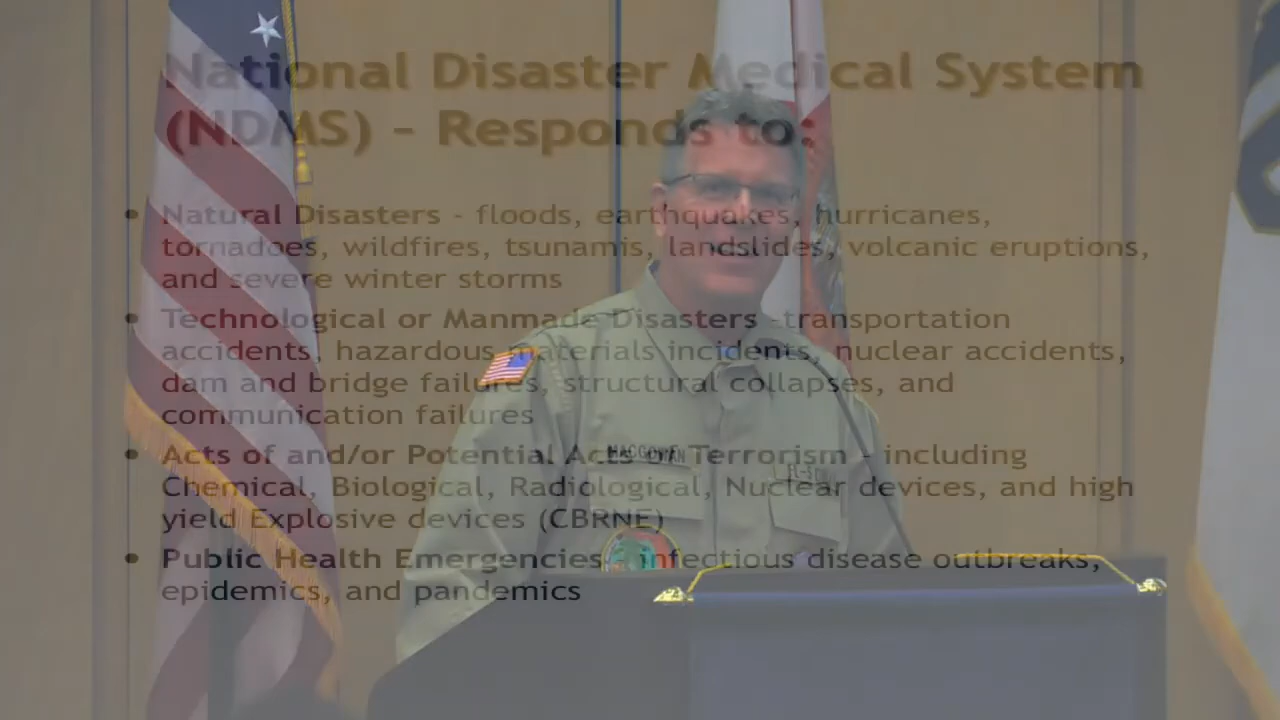 National Disaster Medical System
(NDMS) – Responds to:
• Natural Disasters - floods, earthquakes, hurricanes,
tornadoes, wildfires, tsunamis, landslides, volcanic eruptions,
and severe winter storms
• Technological or Manmade Disasters -transportation
accidents, hazardous materials incidents, nuclear accidents,
dam and bridge failures, structural collapses, and
communication failures
• Acts of and/or Potential Acts of Terrorism - including
Chemical, Biological, Radiological, Nuclear devices, and high
yield Explosive devices (CBRNE)
• Public Health Emergencies - infectious disease outbreaks,
epidemics, and pandemics
MACGOWAN